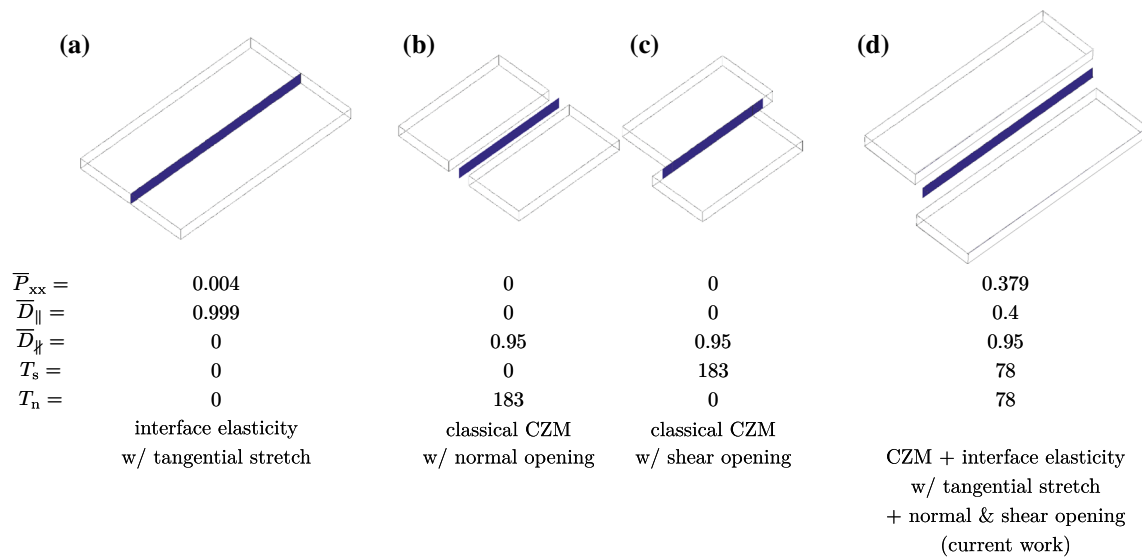 (a) (b) (c) (d)
P̅xx = 0.004 0 0 0.379
D̅∥ = 0.999 0 0 0.4
D̅∦ = 0 0.95 0.95 0.95
Ts = 0 0 183 78
Tn = 0 183 0 78
interface elasticity
w/ tangential stretch
classical CZM
w/ normal opening
classical CZM
w/ shear opening
CZM + interface elasticity
w/ tangential stretch
+ normal & shear opening
(current work)